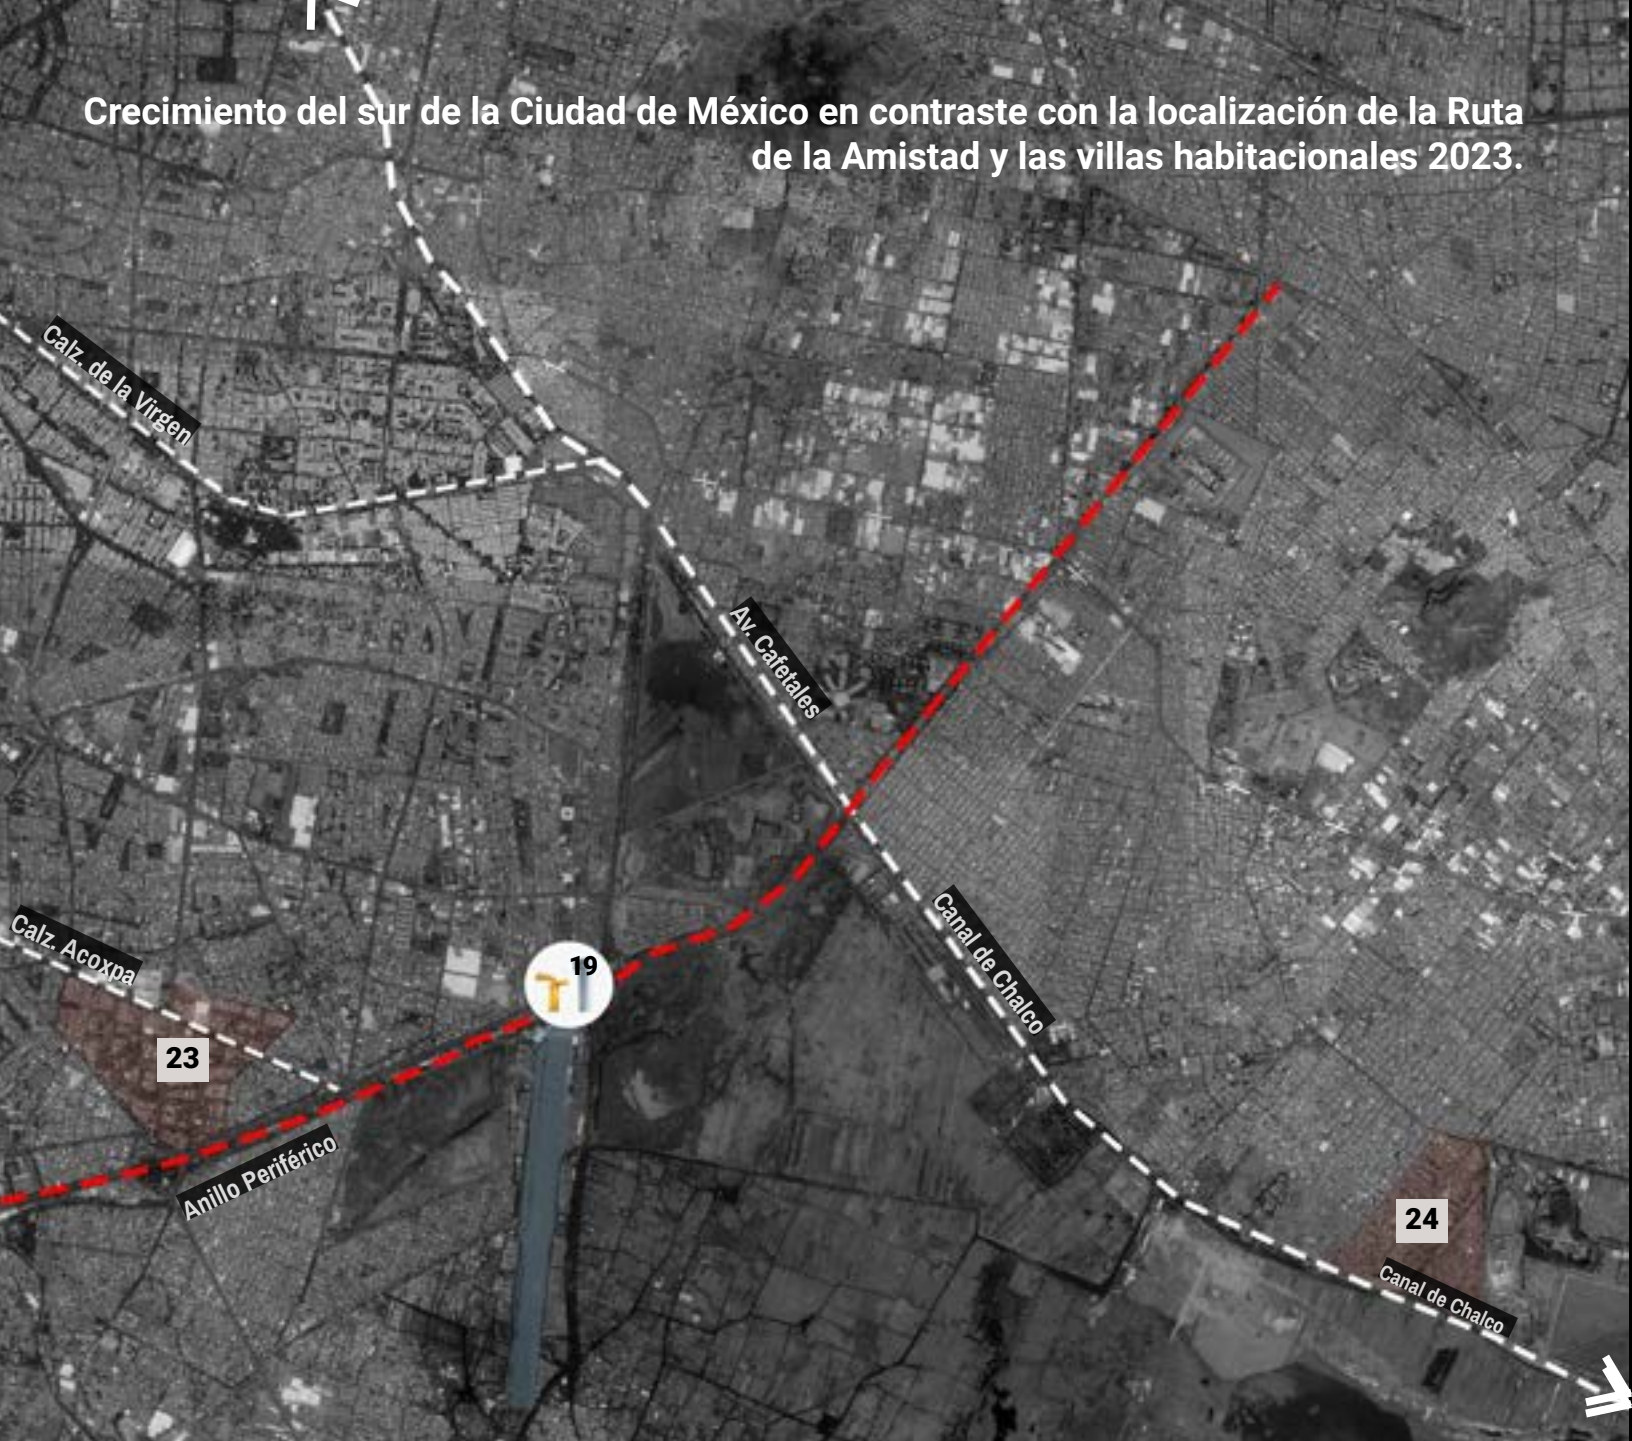 Crecimiento del sur de la Ciudad de México en contraste con la localización de la Ruta
de la Amistad y las villas habitacionales 2023.
Calz. de la Virgen
Av. Cafetales
Canal de Chalco
Calz. Acoxpa
19
23
Anillo Periférico
24
Canal de Chalco